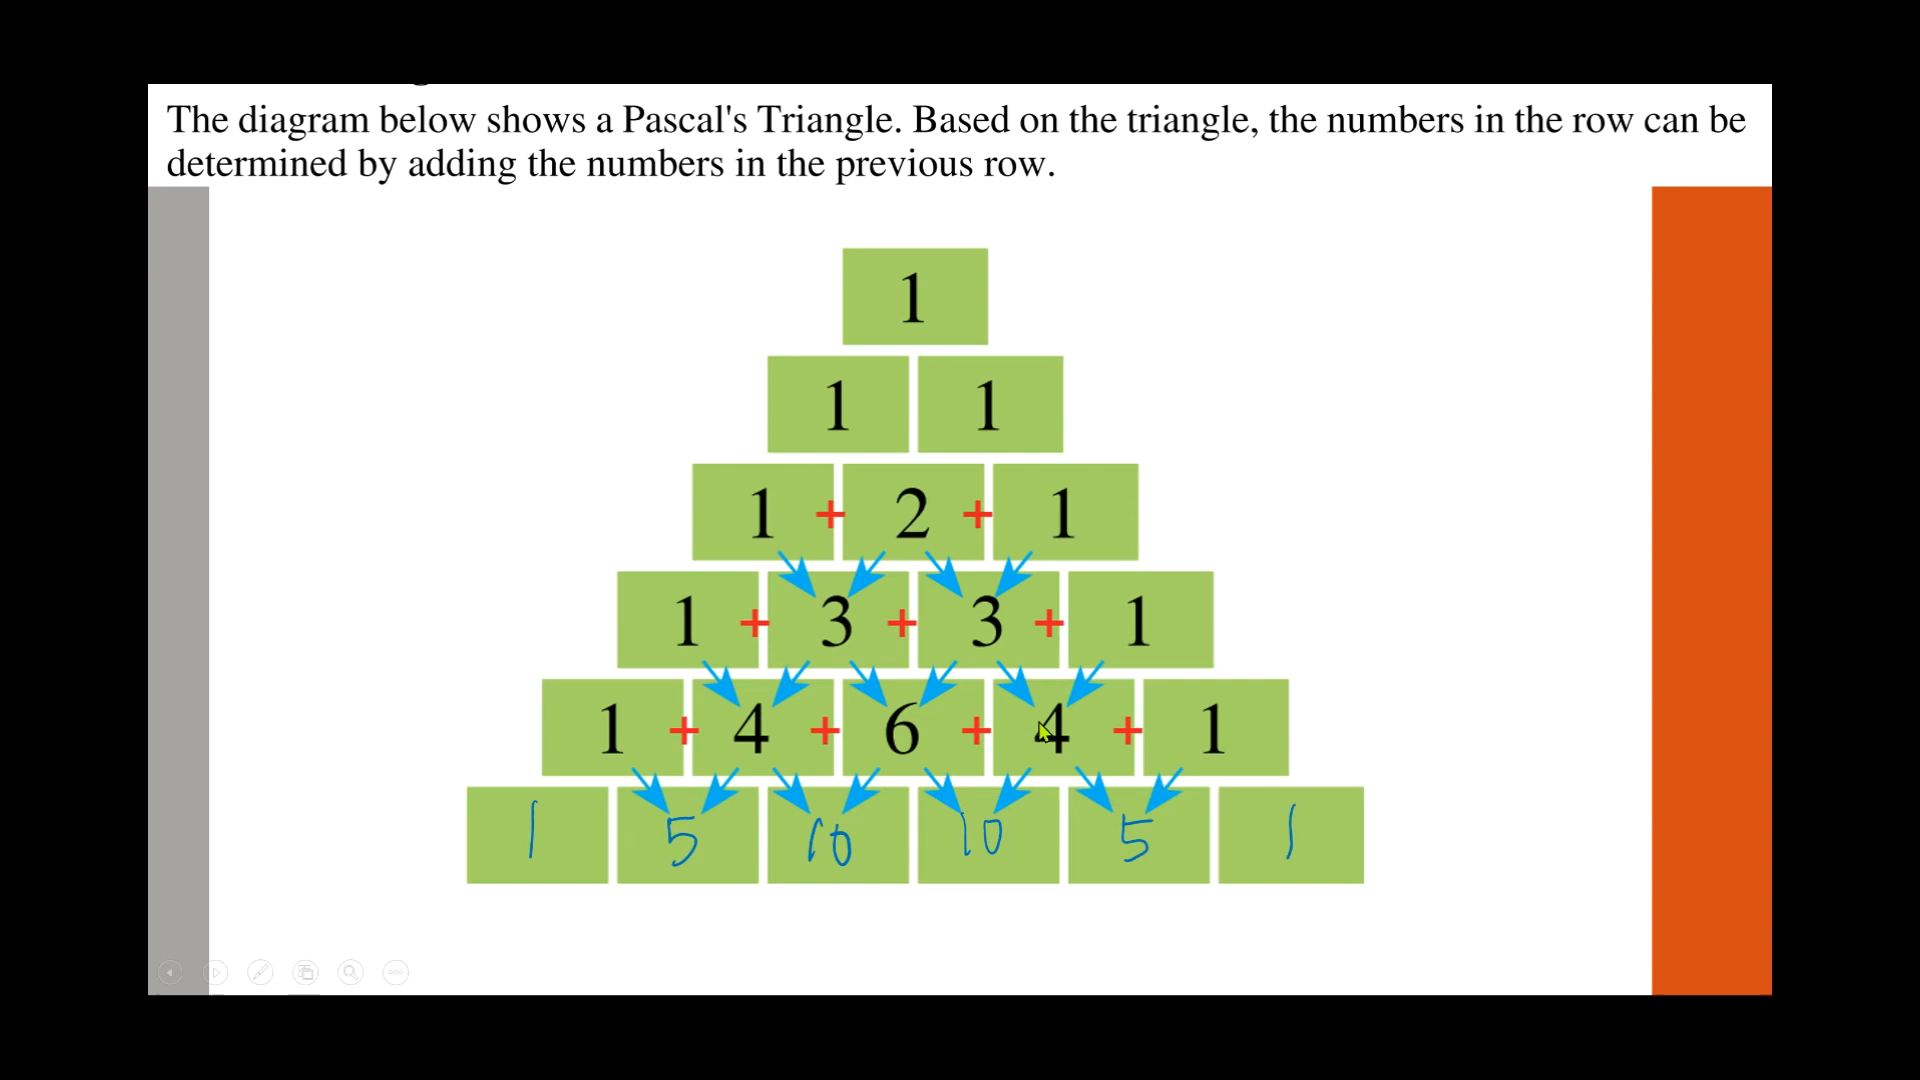 The diagram below shows a Pascal's Triangle. Based on the triangle, the numbers in the row can be
determined by adding the numbers in the previous row.
1
1 1
1 + 2 + 1
1 + 3 + 3 + 1
1 + 4 + 6 + 4 + 1
1 5 10 10 5 1